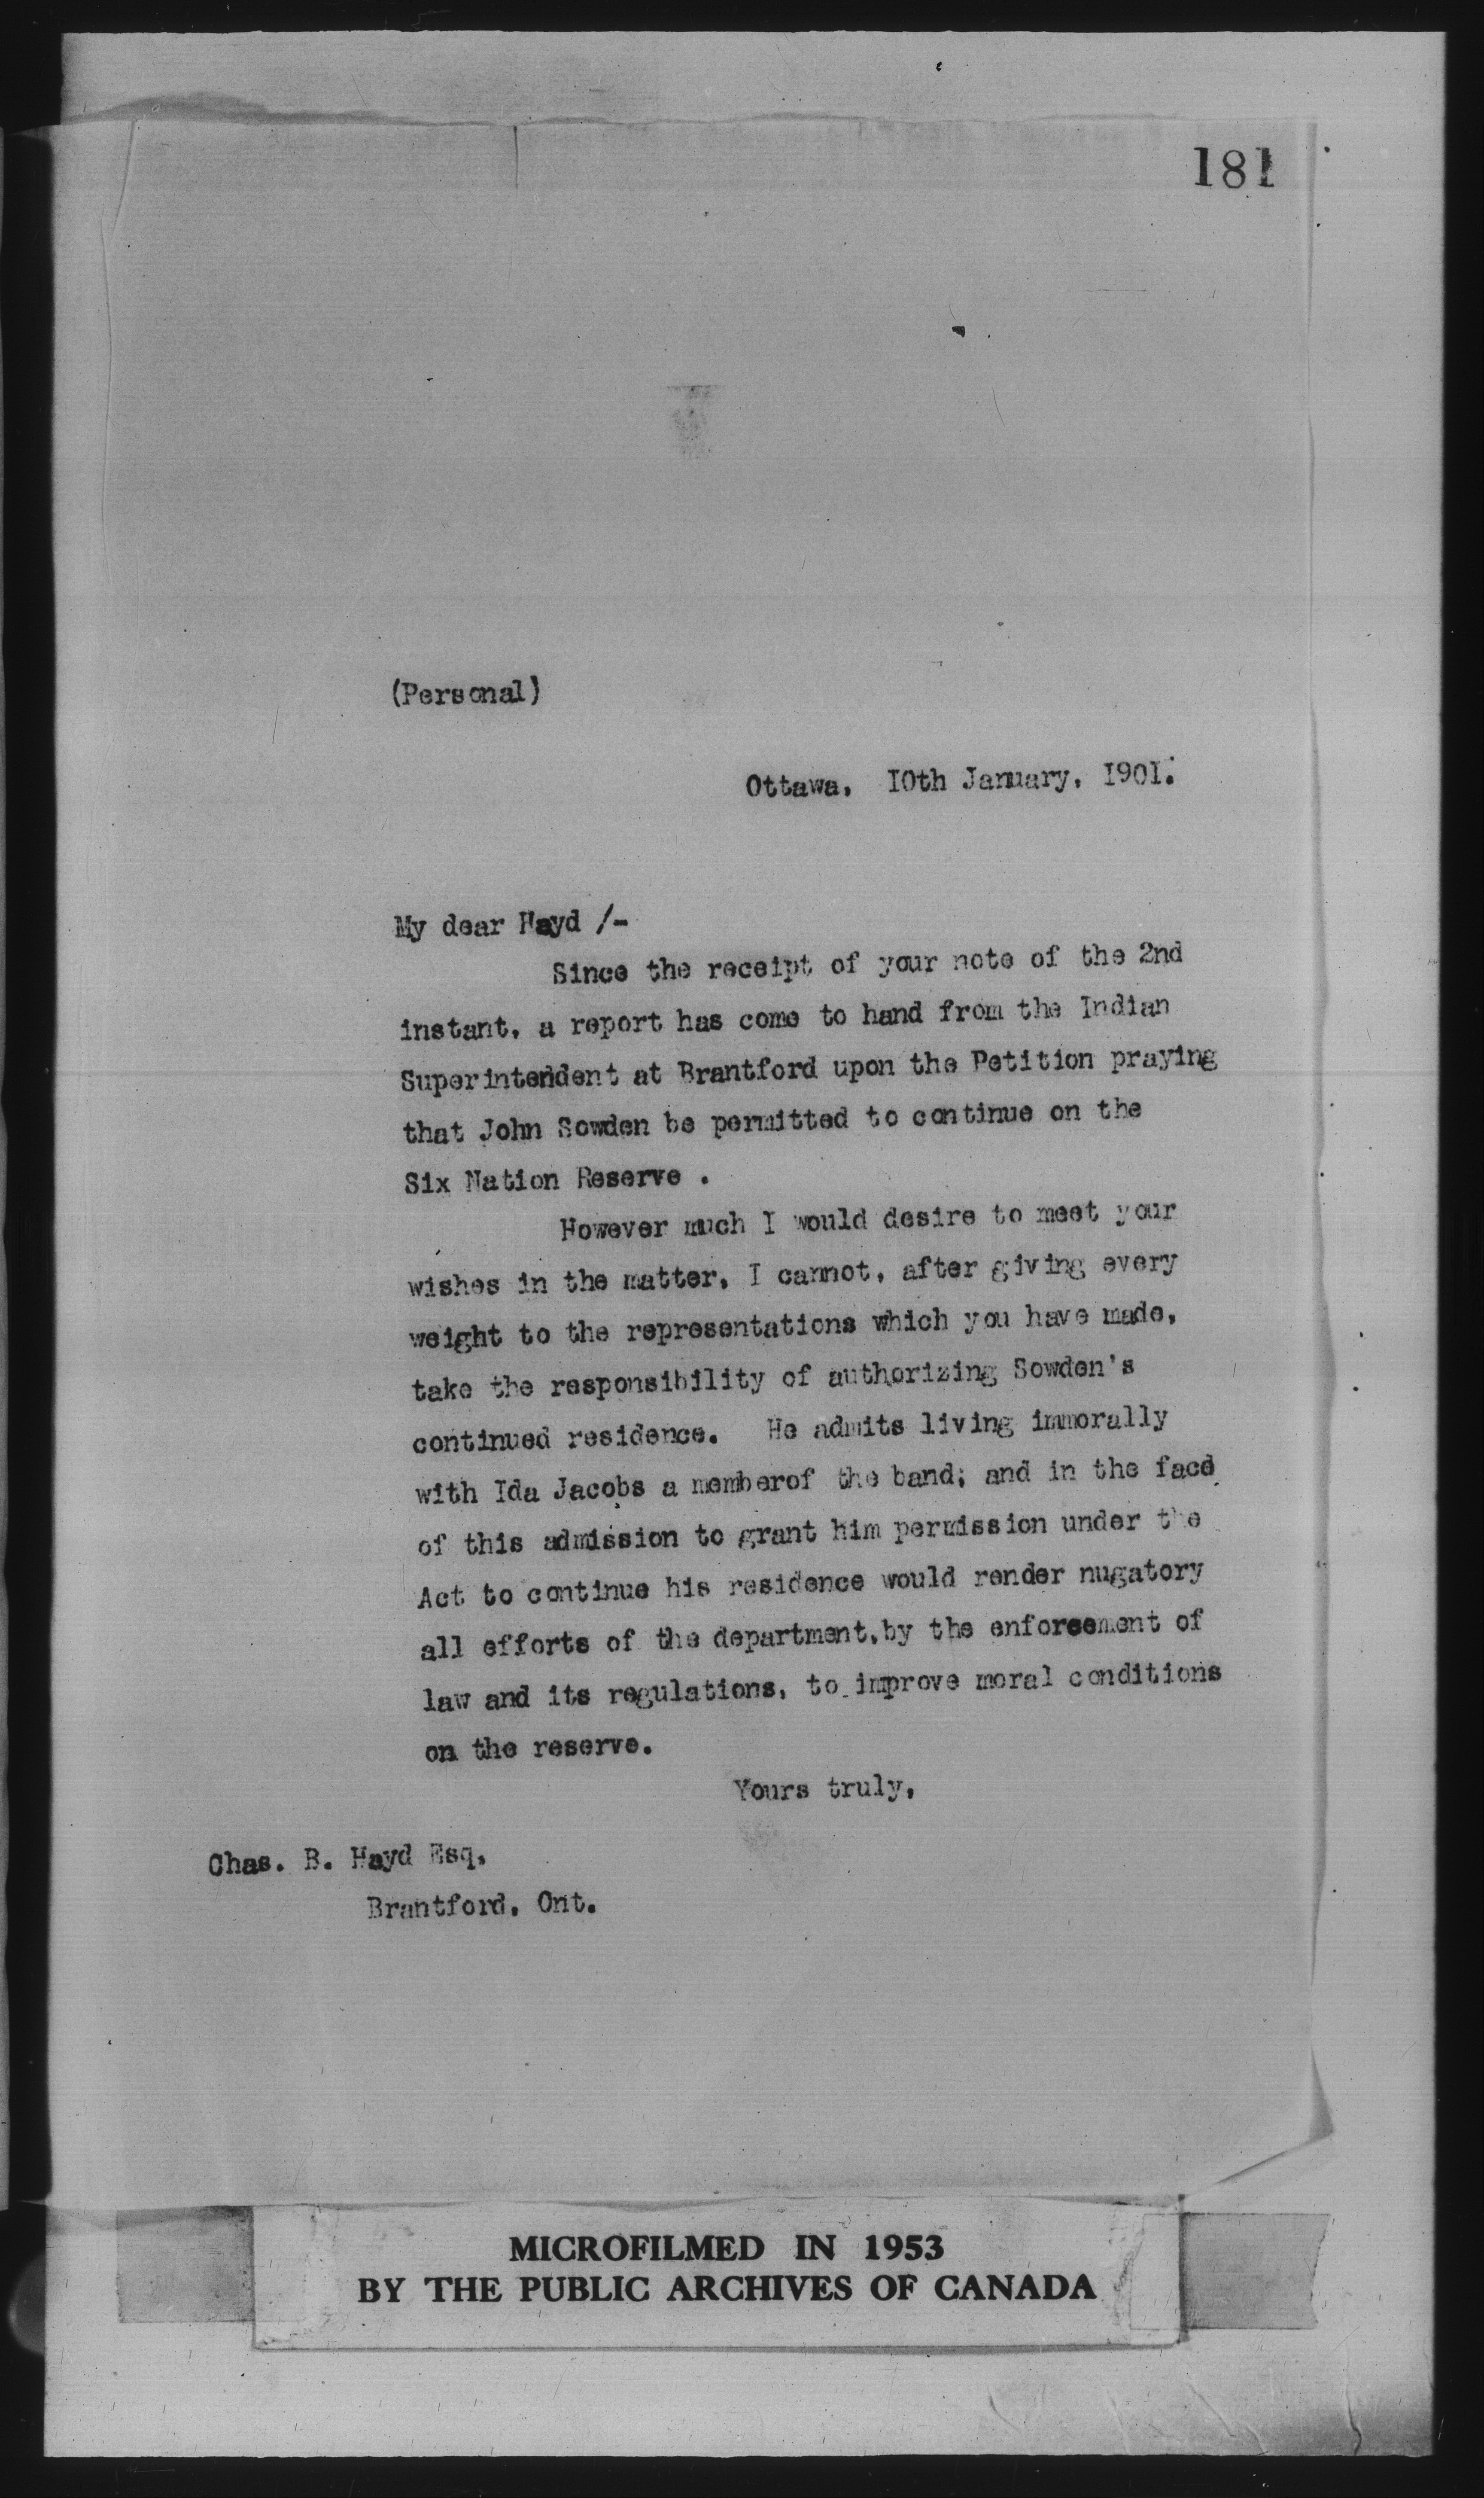 181
(Personal)
Ottawa, 10th January, 1901.
My dear Hayd /-
Since the receipt of your note of the 2nd
instant, a report has come to hand from the Indian
Superintendent at Brantford upon the Petition praying
that John Sowden be permitted to continue on the
Six Nation Reserve .
However much I would desire to meet your
wishes in the matter, I cannot, after giving every
weight to the representations which you have made,
take the responsibility of authorizing Sowden's
continued residence. He admits living immorally
with Ida Jacobs a memberof the band; and in the face
of this admission to grant him permission under the
Act to continue his residence would render nugatory
all efforts of the department,by the enforcement of
law and its regulations, to improve moral conditions
on the reserve.
Yours truly,
Chas. B. Hayd Esq,
Brantford, Ont.
MICROFILMED IN 1953
BY THE PUBLIC ARCHIVES OF CANADA